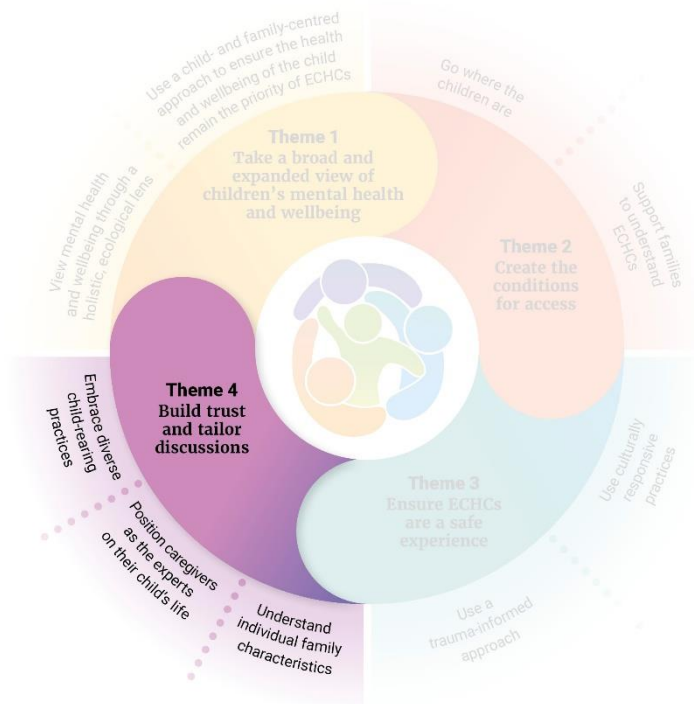 Use a child- and family-centred
approach to ensure the health
and wellbeing of the child
remain the priority of ECHCs
View mental health
and wellbeing through a
holistic, ecological lens
Theme 1
Take a broad and
expanded view of
children's mental health
and wellbeing
Go where the
children are
Support families
to understand
ECHCs
Theme 2
Create the
conditions
for access
Use culturally
responsive
practices
Use a
trauma-informed
approach
Theme 3
Ensure ECHCs
are a safe
experience
Theme 4
Build trust
and tailor
discussions
Embrace diverse
child-rearing
practices
Position caregivers
as the experts
on their child's life
Understand
individual family
characteristics